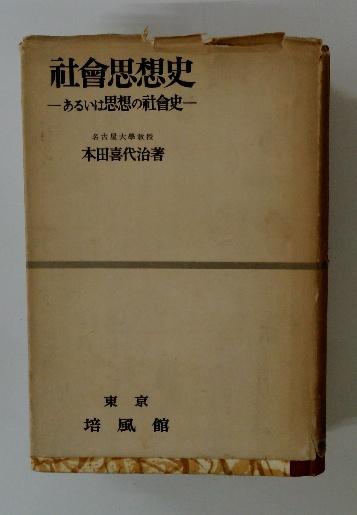 社會思想史
―あるいは思想の社會史―
名古屋大學敎授
本田喜代治著
東京
培風館